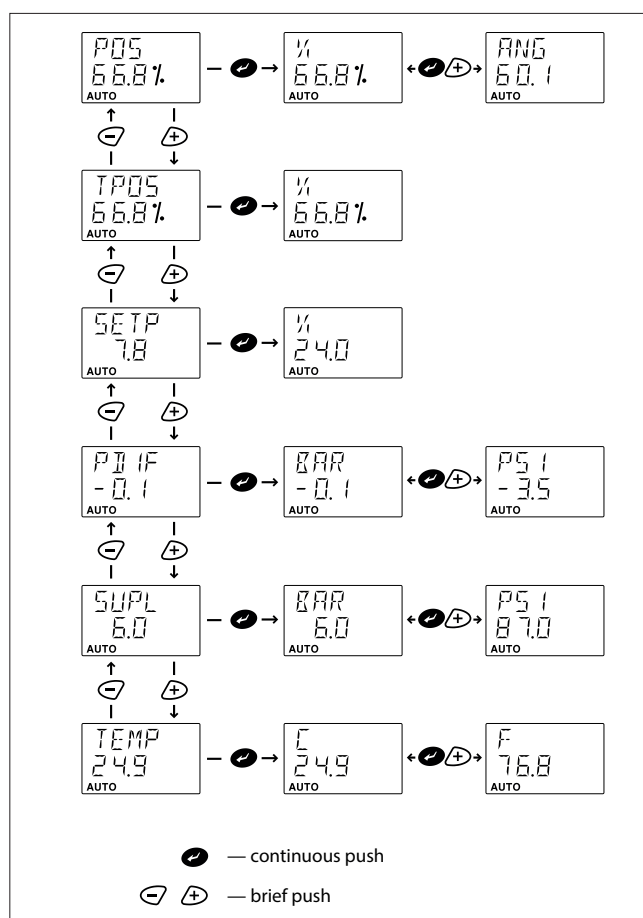 POS % ANG
66.8% 66.8% 60.1
AUTO AUTO AUTO
TPOS %
66.8% 66.8%
AUTO AUTO
SETP %
7.8 24.0
AUTO AUTO
PDIF BAR PSI
-0.1 -0.1 -3.5
AUTO AUTO AUTO
SUPL BAR PSI
6.0 6.0 87.0
AUTO AUTO AUTO
TEMP C F
24.9 24.9 76.8
AUTO AUTO AUTO
— continuous push
— brief push